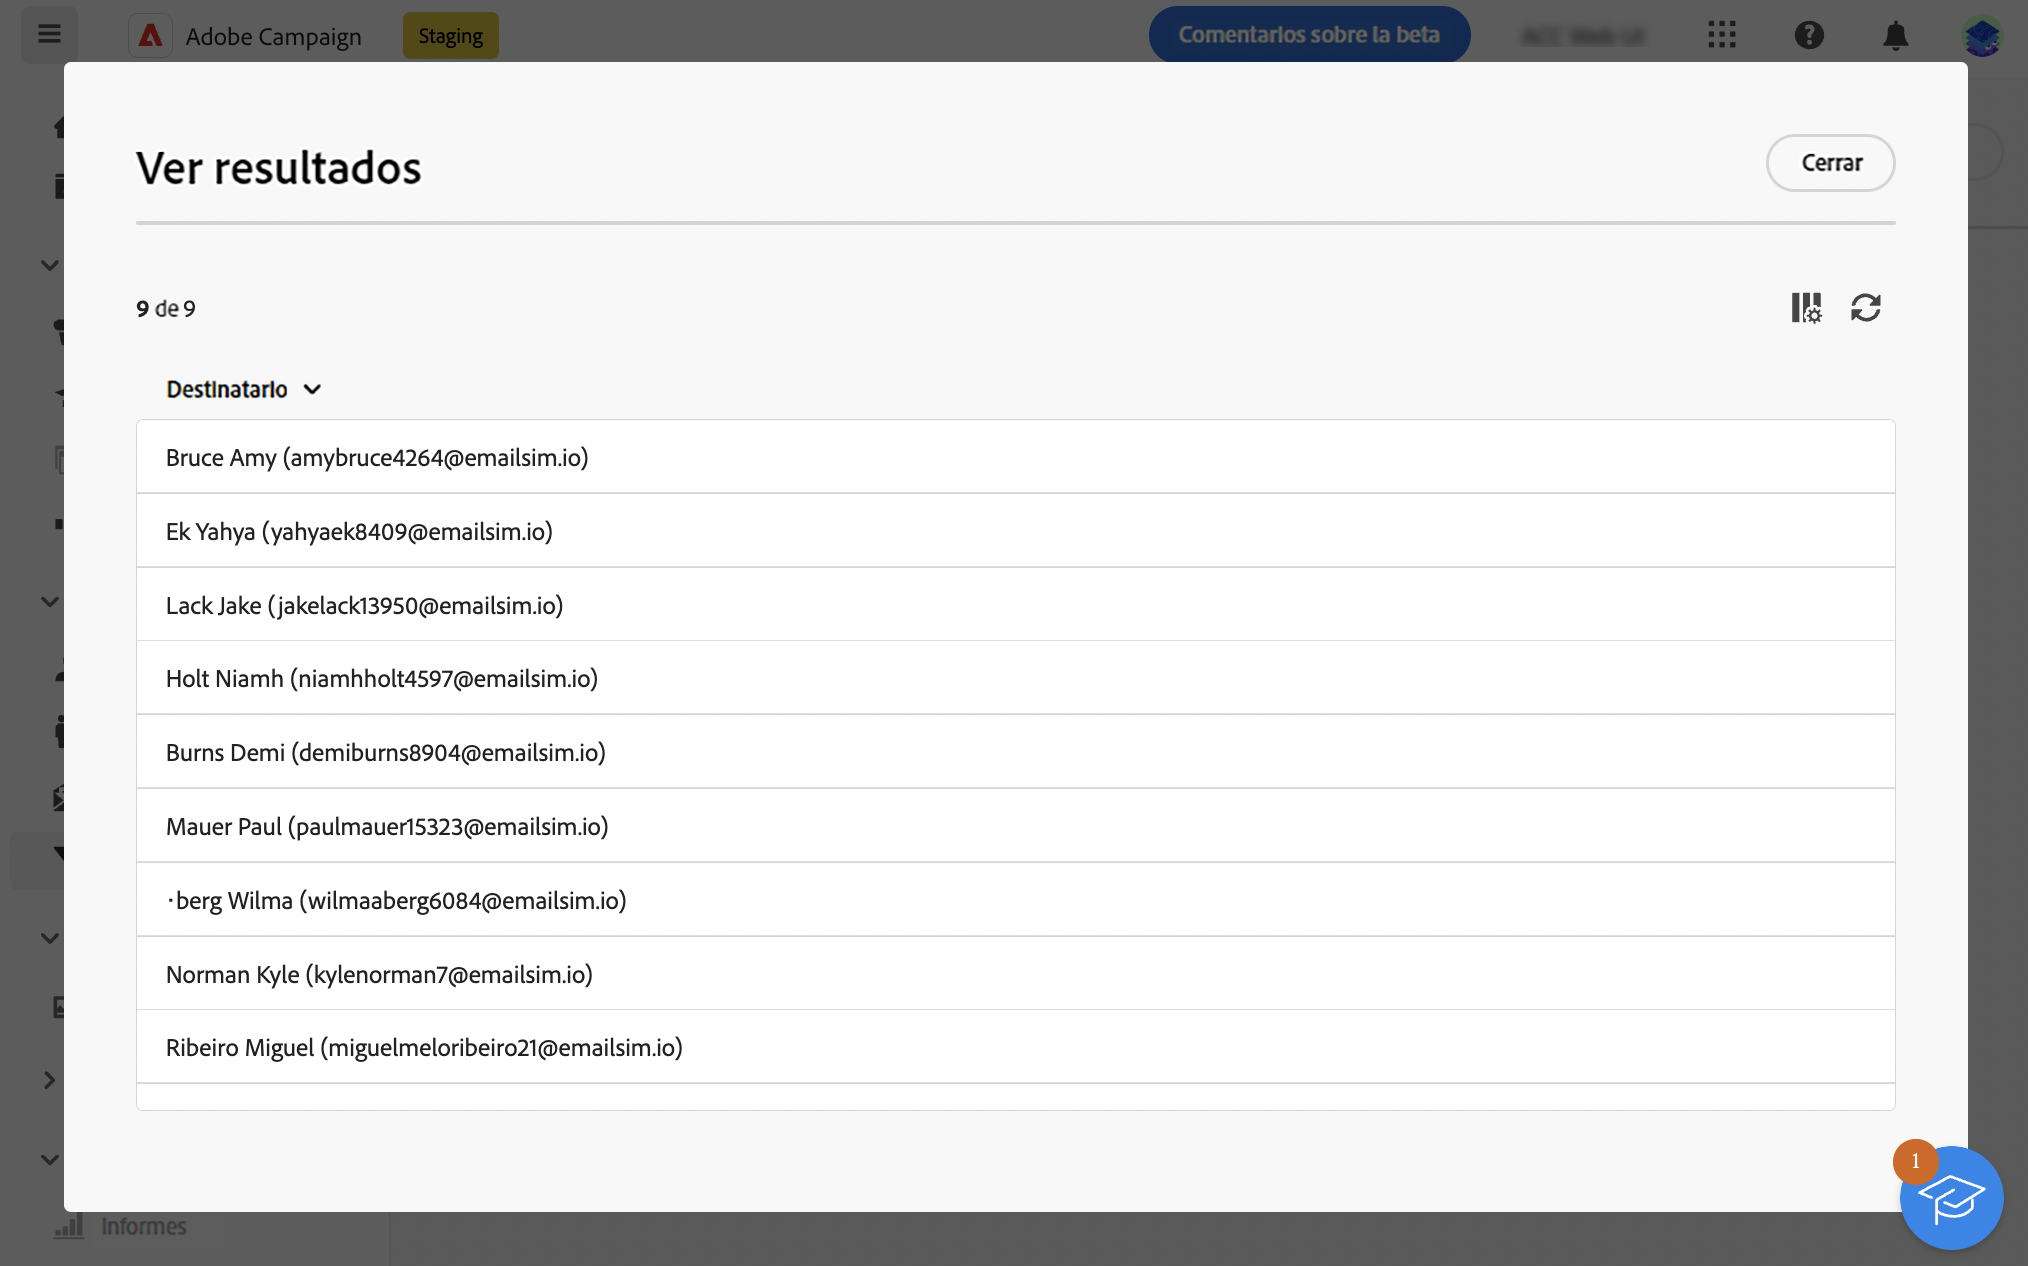 Adobe Campaign
Staging
Comentarios sobre la beta
Ver resultados
Cerrar
9 de 9
Destinatario
Bruce Amy (amybruce4264@emailsim.io)
Ek Yahya (yahyaek8409@emailsim.io)
Lack Jake (jakelack13950@emailsim.io)
Holt Niamh (niamhholt4597@emailsim.io)
Burns Demi (demiburns8904@emailsim.io)
Mauer Paul (paulmauer15323@emailsim.io)
·berg Wilma (wilmaaberg6084@emailsim.io)
Norman Kyle (kylenorman7@emailsim.io)
Ribeiro Miguel (miguelmeloribeiro21@emailsim.io)
1
Informes